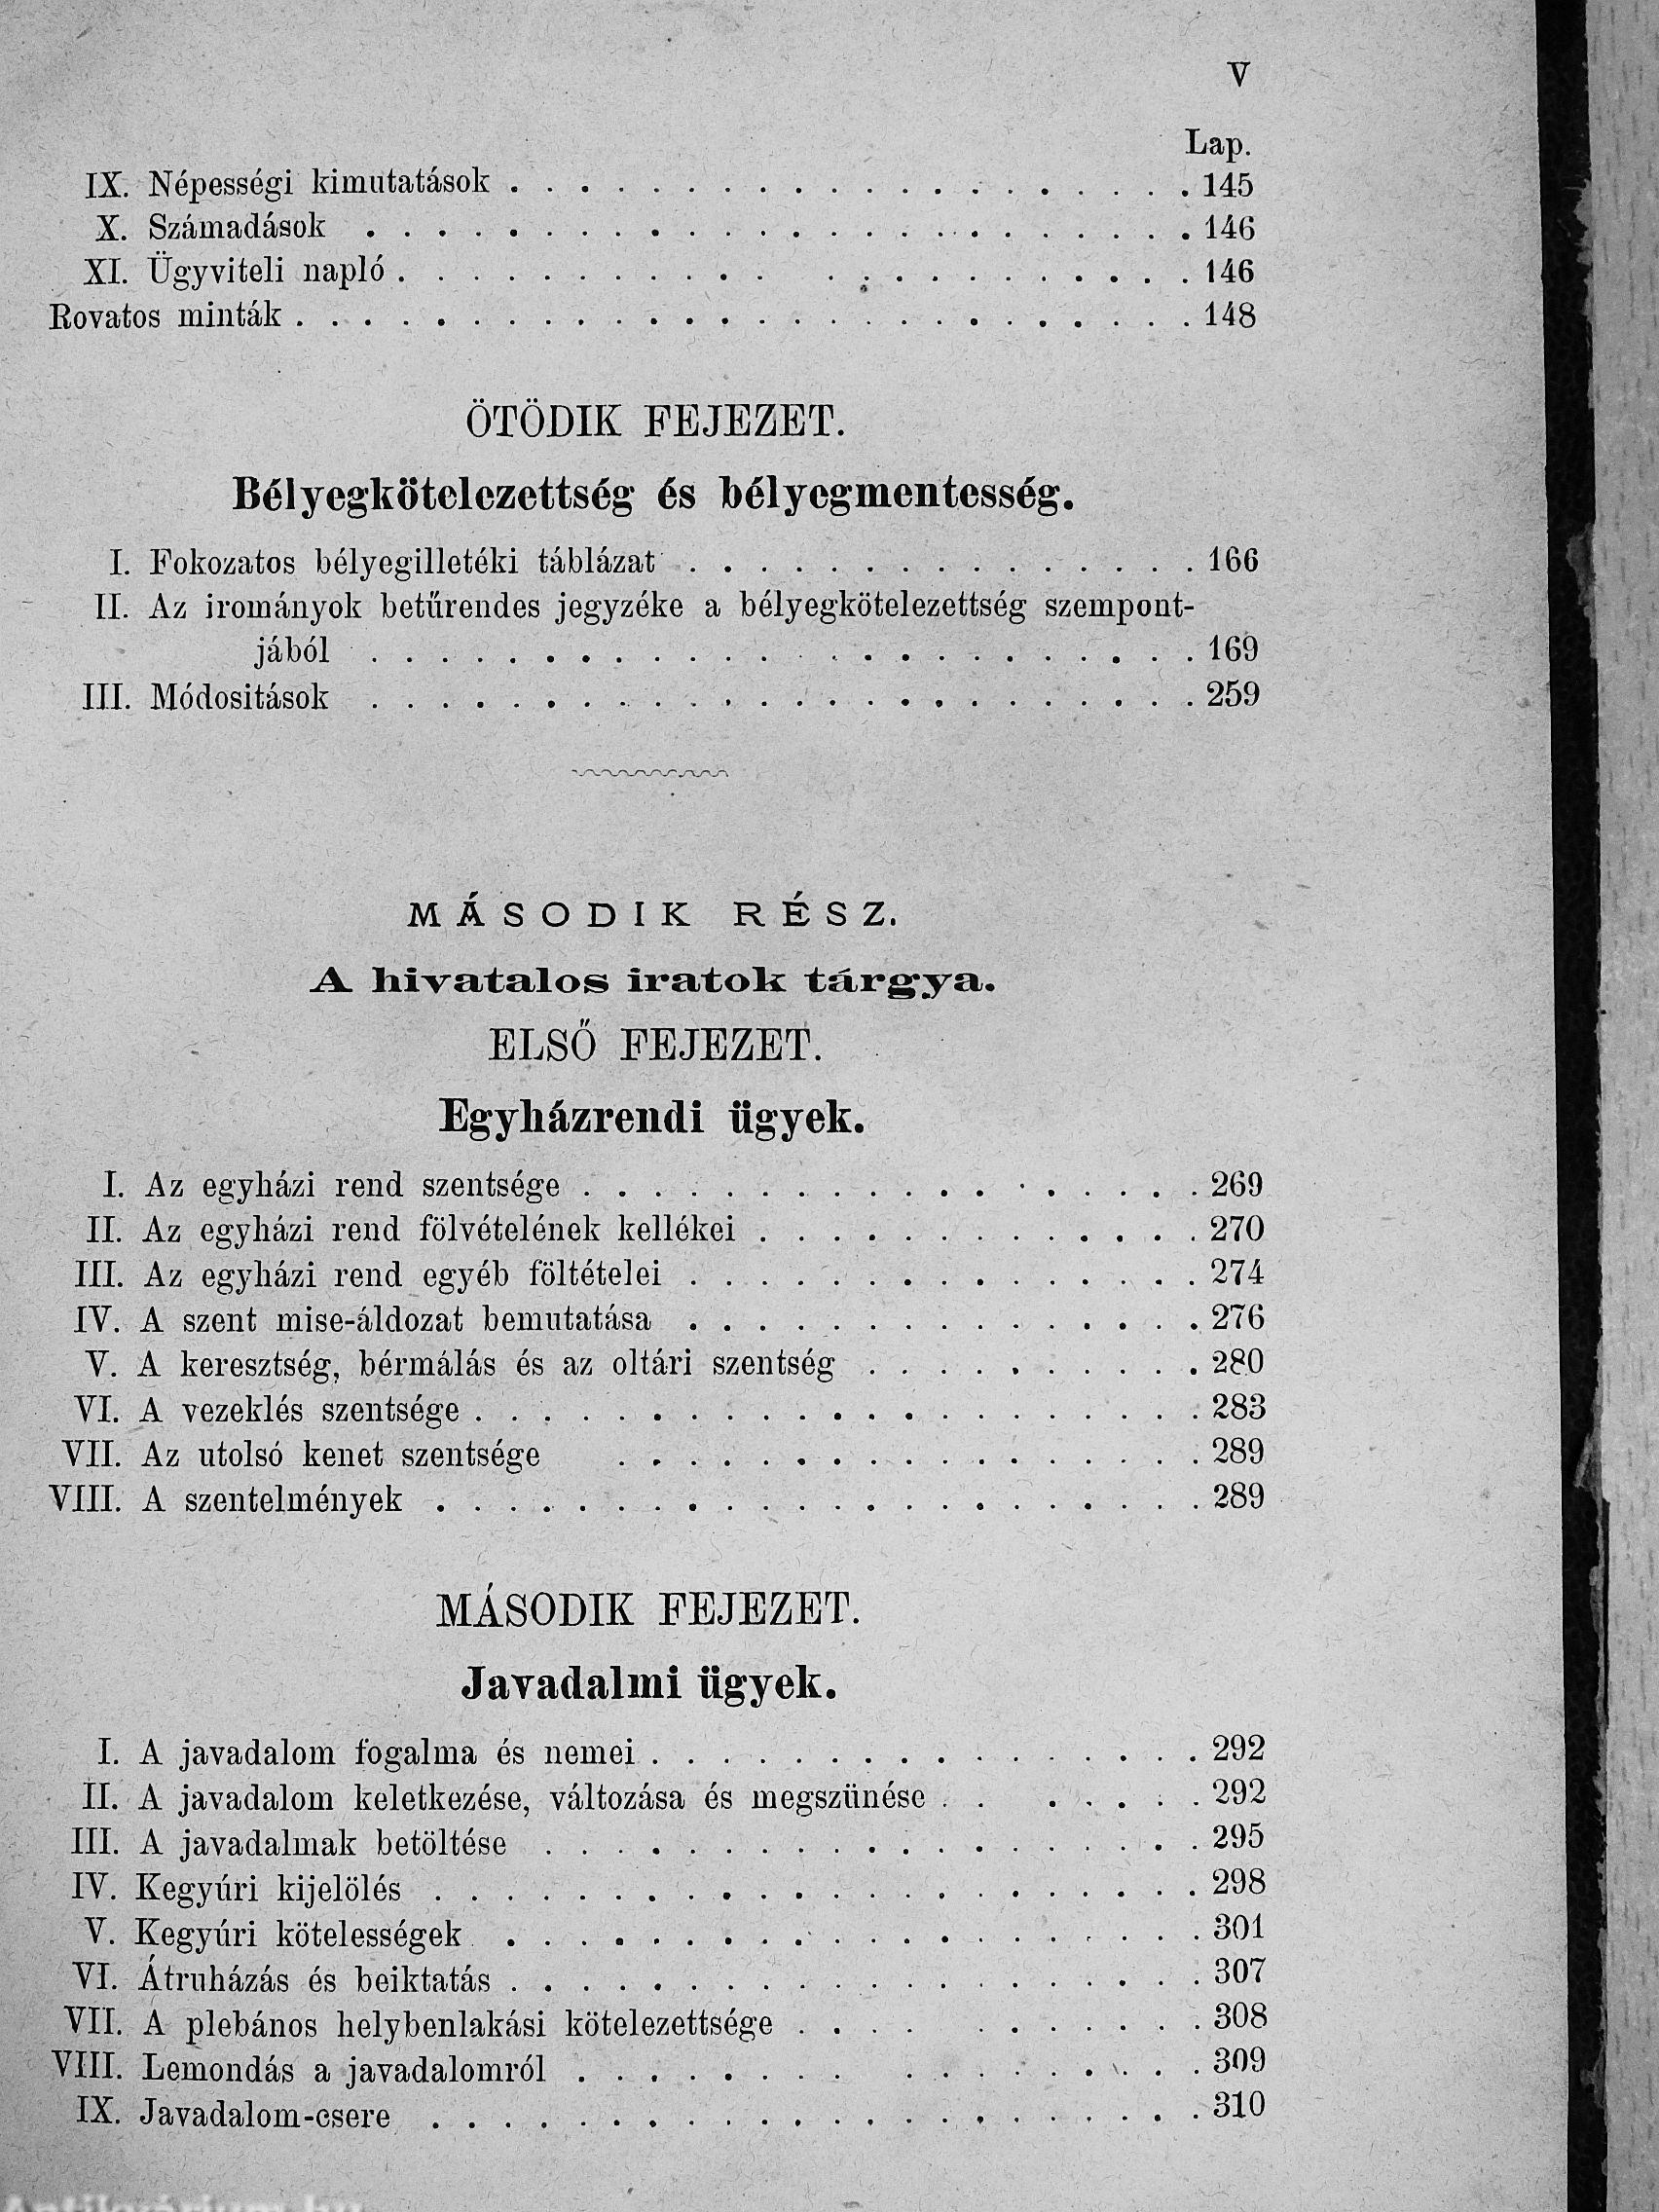 V
Lap.
IX. Népességi kimutatások . . . . . . . . . . . . . . . . . . . . 145
X. Számadások . . . . . . . . . . . . . . . . . . . . . . . . 146
XI. Ügyviteli napló . . . . . . . . . . . . . . . . . . . . . . 146
Rovatos minták . . . . . . . . . . . . . . . . . . . . . . . . . . 148
ÖTÖDIK FEJEZET.
Bélyegkötelezettség és bélyegmentesség.
I. Fokozatos bélyegilletéki táblázat . . . . . . . . . . . . . . . 166
II. Az irományok betűrendes jegyzéke a bélyegkötelezettség szempont-
jából . . . . . . . . . . . . . . . . . . . . . . . . 169
III. Módositások . . . . . . . . . . . . . . . . . . . . . . . . 259
MÁSODIK RÉSZ.
A hivatalos iratok tárgya.
ELSŐ FEJEZET.
Egyházrendi ügyek.
I. Az egyházi rend szentsége . . . . . . . . . . . . . . . . . . 269
II. Az egyházi rend fölvételének kellékei . . . . . . . . . . . . . 270
III. Az egyházi rend egyéb föltételei . . . . . . . . . . . . . . . 274
IV. A szent mise-áldozat bemutatása . . . . . . . . . . . . . . . 276
V. A keresztség, bérmálás és az oltári szentség . . . . . . . . . . 280
VI. A vezeklés szentsége . . . . . . . . . . . . . . . . . . . . . 283
VII. Az utolsó kenet szentsége . . . . . . . . . . . . . . . . . 289
VIII. A szentelmények . . . . . . . . . . . . . . . . . . . . . . 289
MÁSODIK FEJEZET.
Javadalmi ügyek.
I. A javadalom fogalma és nemei . . . . . . . . . . . . . . . . 292
II. A javadalom keletkezése, változása és megszünése . . . . . . . 292
III. A javadalmak betöltése . . . . . . . . . . . . . . . . . . . 295
IV. Kegyúri kijelölés . . . . . . . . . . . . . . . . . . . . . . 298
V. Kegyúri kötelességek . . . . . . . . . . . . . . . . . . . . 301
VI. Átruházás és beiktatás . . . . . . . . . . . . . . . . . . . . 307
VII. A plebános helybenlakási kötelezettsége . . . . . . . . . . . 308
VIII. Lemondás a javadalomról . . . . . . . . . . . . . . . . . 309
IX. Javadalom-csere . . . . . . . . . . . . . . . . . . . . . . 310